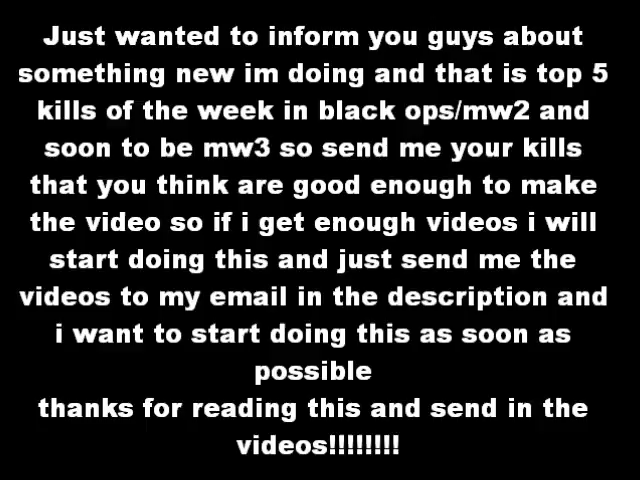 Just wanted to inform you guys about
something new im doing and that is top 5
kills of the week in black ops/mw2 and
soon to be mw3 so send me your kills
that you think are good enough to make
the video so if i get enough videos i will
start doing this and just send me the
videos to my email in the description and
i want to start doing this as soon as
possible
thanks for reading this and send in the
videos!!!!!!!!